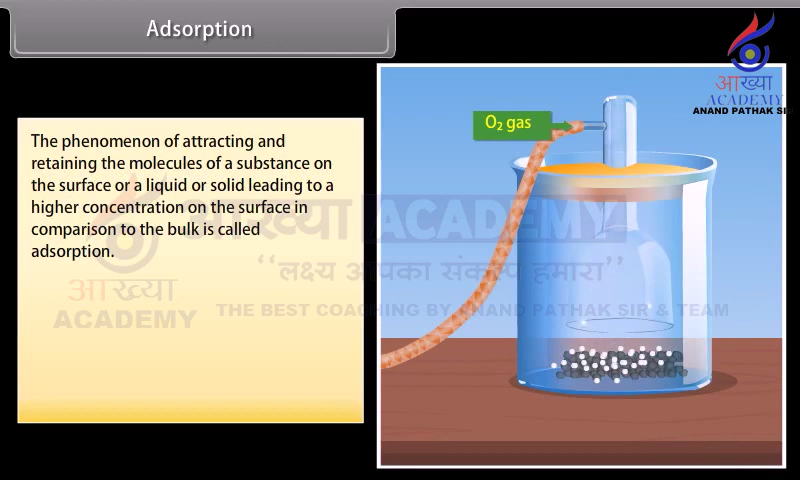 Adsorption
आख्या
ACADEMY
ANAND PATHAK SIR
The phenomenon of attracting and
retaining the molecules of a substance on
the surface or a liquid or solid leading to a
higher concentration on the surface in
comparison to the bulk is called
adsorption.
O₂ gas
आख्या ACADEMY
‘‘लक्ष्य आपका संकल्प हमारा’’
THE BEST COACHING BY ANAND PATHAK SIR & TEAM
आख्या
ACADEMY